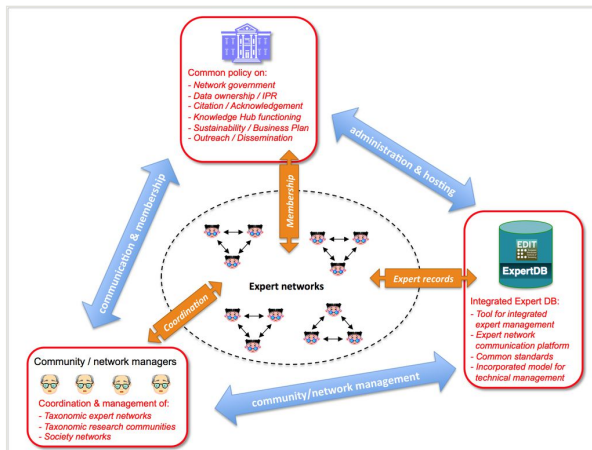 Common policy on:
- Network government
- Data ownership / IPR
- Citation / Acknowledgement
- Knowledge Hub functioning
- Sustainability / Business Plan
- Outreach / Dissemination
communication & membership
administration & hosting
Membership
Expert networks
Coordination
Expert records
EDIT
ExpertDB
Integrated Expert DB:
- Tool for integrated
expert management
- Expert network
communication platform
- Common standards
- Incorporated model for
technical management
Community / network managers
Coordination & management of:
- Taxonomic expert networks
- Taxonomic research communities
- Society networks
community/network management